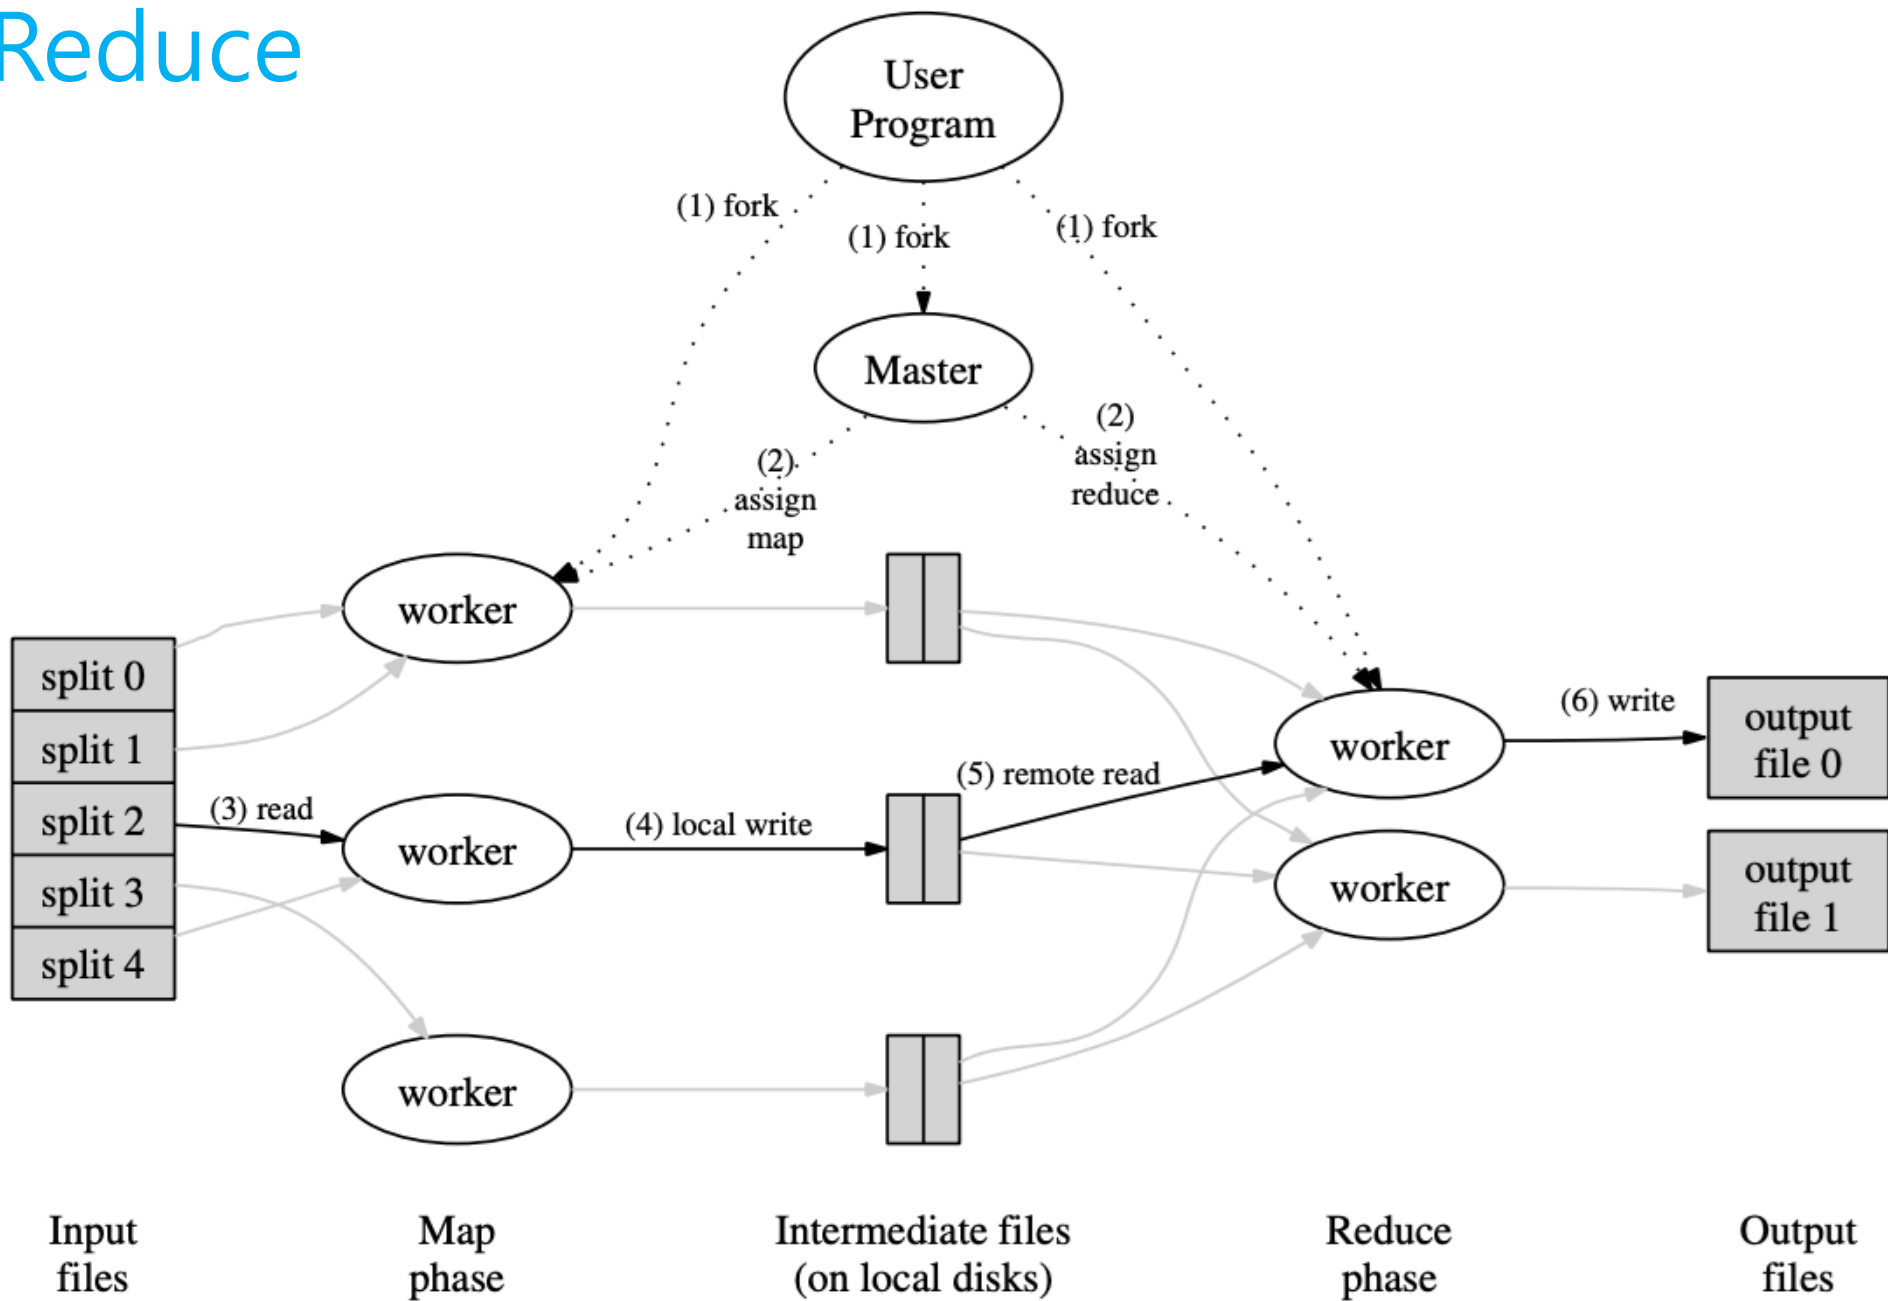 Reduce
User
Program
(1) fork
(1) fork
(1) fork
Master
(2)
assign
map
(2)
assign
reduce
worker
split 0
split 1
split 2
split 3
split 4
(3) read
worker
(4) local write
(5) remote read
worker
(6) write
output
file 0
worker
output
file 1
worker
Input
files
Map
phase
Intermediate files
(on local disks)
Reduce
phase
Output
files